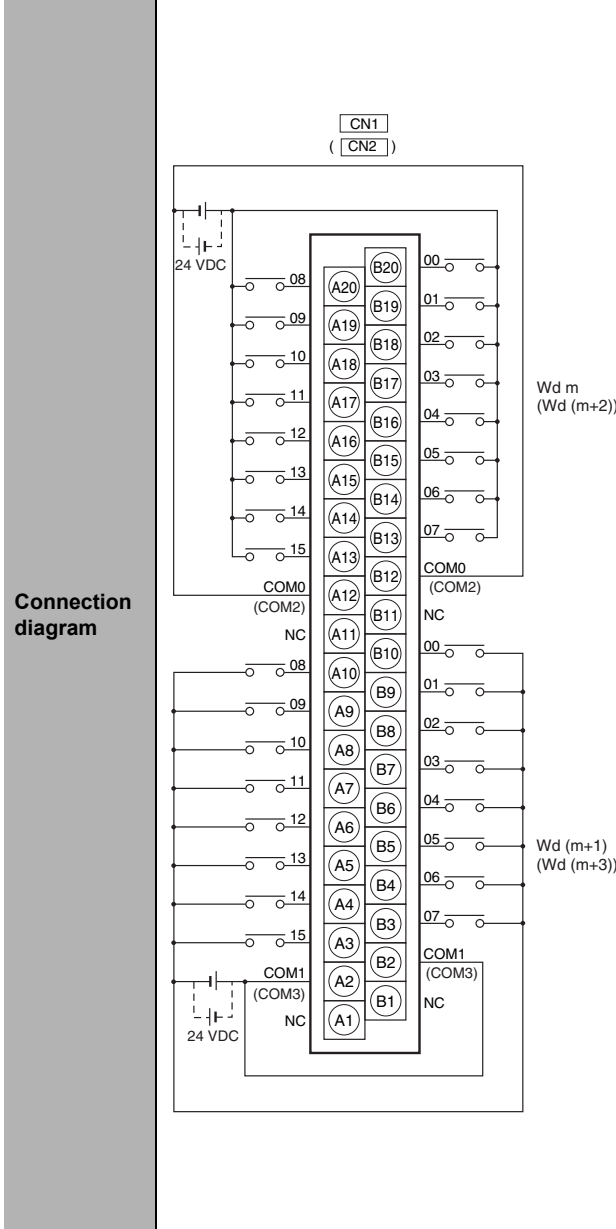 CN1
( CN2 )
24 VDC
00
B20
08
A20
01
B19
09
A19
02
B18
10
A18
03
B17
11
A17
Wd m
(Wd (m+2))
04
B16
12
A16
05
B15
13
A15
06
B14
14
A14
07
B13
15
A13
COM0
(COM2)
B12
COM0
(COM2)
A12
NC
B11
NC
A11
00
B10
08
A10
01
B9
09
A9
02
B8
10
A8
03
B7
11
A7
04
B6
12
A6
05
B5
Wd (m+1)
(Wd (m+3))
13
A5
06
B4
14
A4
07
B3
15
A3
COM1
(COM3)
B2
COM1
(COM3)
A2
NC
B1
NC
A1
24 VDC
Connection
diagram